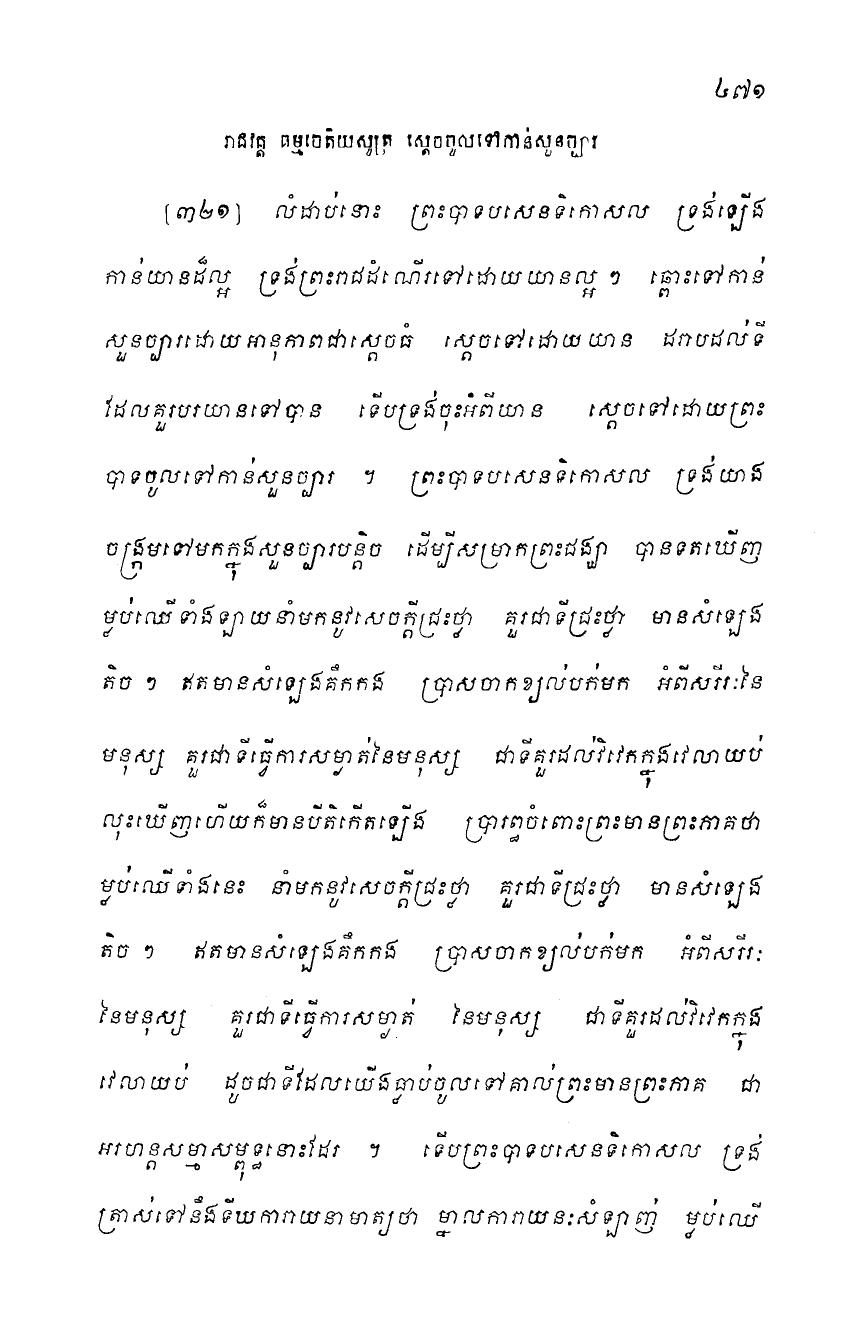 ៤៧១
រាជវគ្គ ធម្មចេតិយសូត្រ ស្តេចចូលទៅកាន់សួនច្បារ
[៣២១] លំដាប់នោះ ព្រះបាទបសេនទិកោសល ទ្រង់ឡើង
កាន់យានដ៏ល្អ ទ្រង់ព្រះរាជដំណើរទៅដោយយានល្អ ៗ ឆ្ពោះទៅកាន់
សួនច្បារដោយអានុភាពជាស្តេចធំ ស្តេចទៅដោយយាន ដរាបដល់ទី
ដែលគួរបរយានទៅបាន ទើបទ្រង់ចុះអំពីយាន ស្តេចទៅដោយព្រះ
បាទចូលទៅកាន់សួនច្បារ ។ ព្រះបាទបសេនទិកោសល ទ្រង់យាង
ចង្ក្រមទៅមកក្នុងសួនច្បារបន្តិច ដើម្បីសម្រាកព្រះជង្ឃ បានទតឃើញ
ម្លប់ឈើទាំងឡាយនាំមកនូវសេចក្តីជ្រះថ្លា គួរជាទីជ្រះថ្លា មានសំឡេង
តិច ៗ ឥតមានសំឡេងគឹកកង ប្រាសចាកខ្យល់បក់មក អំពីសរីរៈនៃ
មនុស្ស គួរជាទីធ្វើការសម្ងាត់នៃមនុស្ស ជាទីគួរដល់វិវេកក្នុងវេលាយប់
លុះឃើញហើយក៏មានបីតិកើតឡើង ប្រារព្ធចំពោះព្រះមានព្រះភាគថា
ម្លប់ឈើទាំងនេះ នាំមកនូវសេចក្តីជ្រះថ្លា គួរជាទីជ្រះថ្លា មានសំឡេង
តិច ៗ ឥតមានសំឡេងគឹកកង ប្រាសចាកខ្យល់បក់មក អំពីសរីរៈ
នៃមនុស្ស គួរជាទីធ្វើការសម្ងាត់ នៃមនុស្ស ជាទីគួរដល់វិវេកក្នុង
វេលាយប់ ដូចជាទីដែលយើងធ្លាប់ចូលទៅគាល់ព្រះមានព្រះភាគ ជា
អរហន្តសម្មាសម្ពុទ្ធនោះដែរ ។ ទើបព្រះបាទបសេនទិកោសល ទ្រង់
ត្រាស់ទៅនឹងទីឃការាយនាមាត្យថា ម្នាលការាយនៈសំឡាញ់ ម្លប់ឈើ